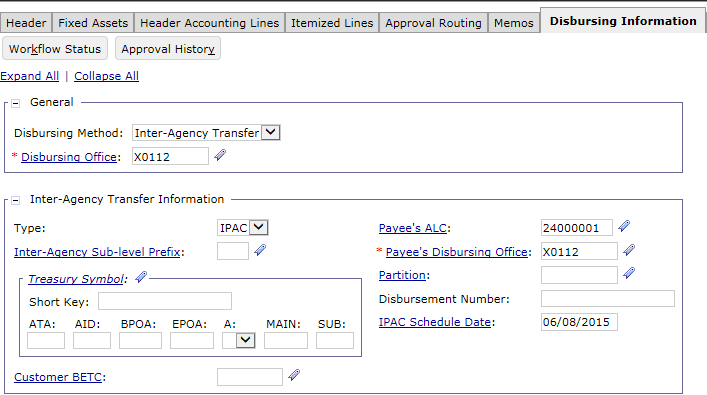 Header Fixed Assets Header Accounting Lines Itemized Lines Approval Routing Memos Disbursing Information
Workflow Status Approval History
Expand All | Collapse All
General
Disbursing Method: Inter-Agency Transfer
* Disbursing Office: X0112
Inter-Agency Transfer Information
Type: IPAC Payee's ALC: 24000001
Inter-Agency Sub-level Prefix: * Payee's Disbursing Office: X0112
Treasury Symbol: Partition:
Short Key: Disbursement Number:
ATA: AID: BPOA: EPOA: A: MAIN: SUB: IPAC Schedule Date: 06/08/2015
Customer BETC: